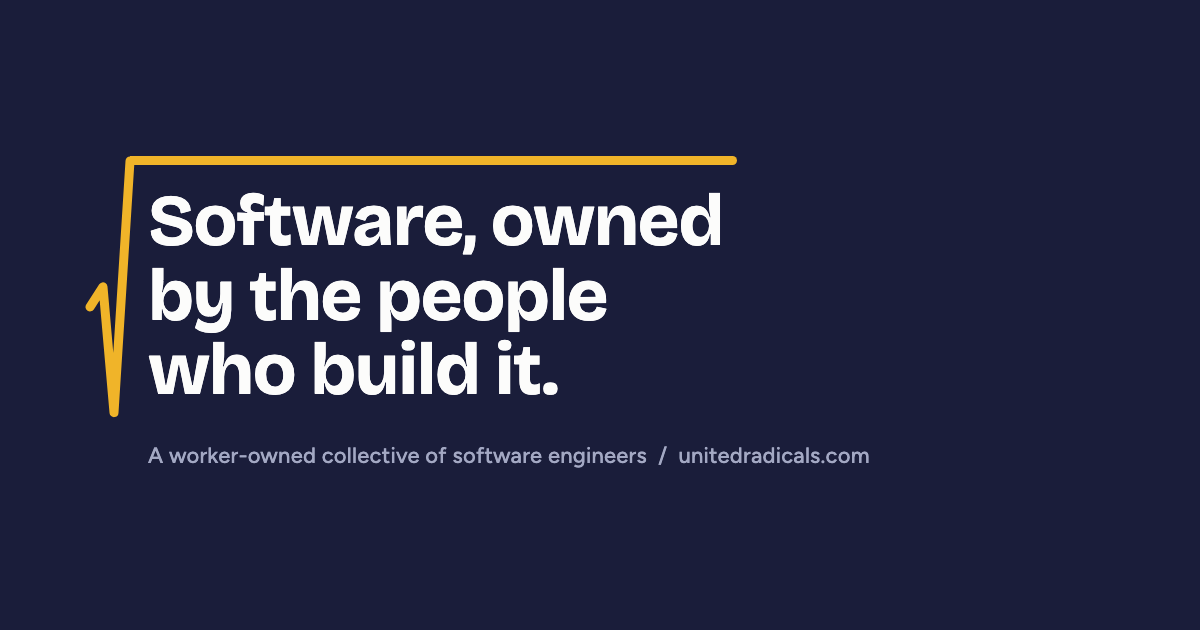 Software, owned
by the people
who build it.
A worker-owned collective of software engineers / unitedradicals.com